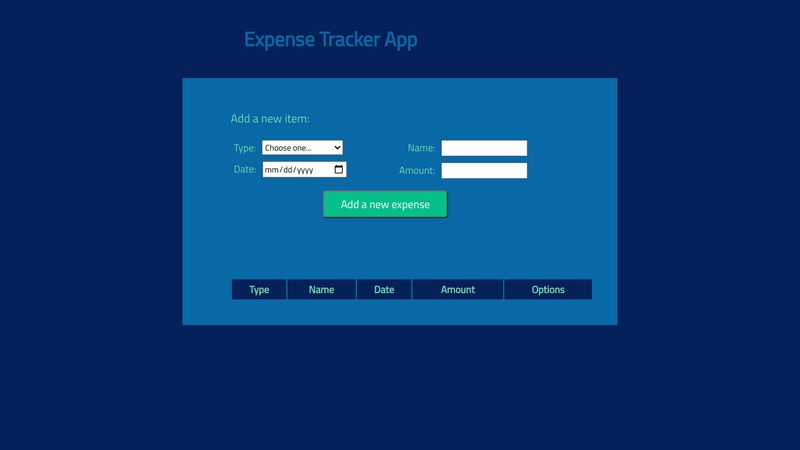 Expense Tracker App
Add a new item:
Type: Choose one... Name:
Date: mm/dd/yyyy Amount:
Add a new expense
Type Name Date Amount Options